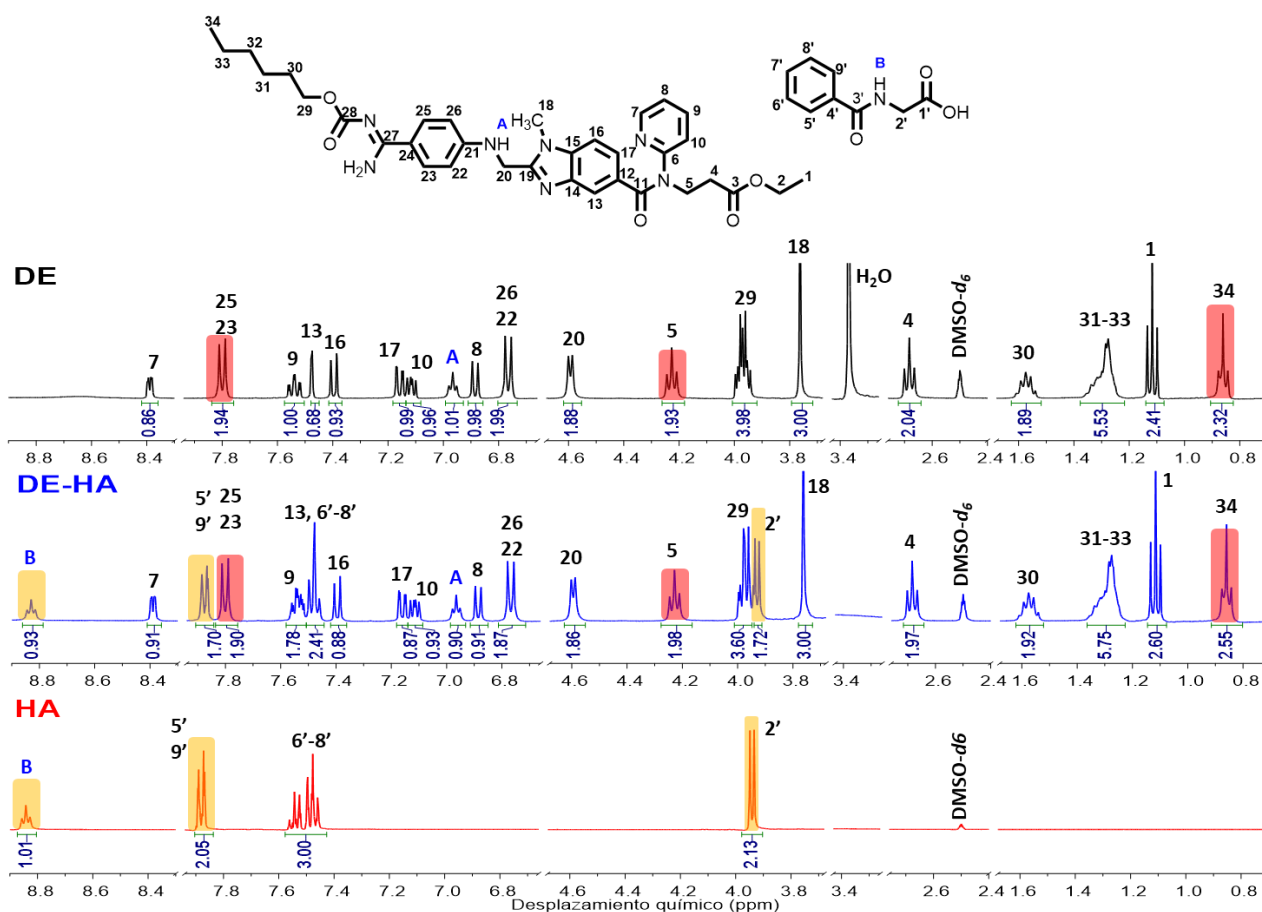 34
32
33
30
31
29
O
28
O
N
27
H₂N
25
26
24
23
22
21
A
NH
20
18
H₃C
N
19
N
15
16
14
13
12
17
11
O
8
7
9
N
10
6
N
5
4
3
O
O
2
1
8'
7'
9'
6'
5'
4'
3'
O
B
H
N
2'
1'
O
OH
DE
7
25
23
9
13
16
17
10
A
8
26
22
20
5
29
18
H₂O
4
DMSO-d₆
30
31-33
1
34
0.86 1.94 1.00 0.68 0.93 0.99 0.96 1.01 0.98 1.99 1.88 1.93 3.98 3.00 2.04 1.89 5.53 2.41 2.32
8.8 8.6 8.4 7.8 7.6 7.4 7.2 7.0 6.8 4.6 4.4 4.2 4.0 3.8 3.4 2.6 2.4 1.6 1.4 1.2 1.0 0.8
DE-HA
B
7
5’
9’
25
23
9
13, 6’-8’
16
17
10
A
8
26
22
20
5
29
2’
18
4
DMSO-d₆
30
31-33
1
34
0.93 0.91 1.70 1.90 1.78 2.41 0.88 0.87 0.93 0.90 0.91 1.87 1.86 1.98 3.60 1.72 3.00 1.97 1.92 5.75 2.60 2.55
8.8 8.6 8.4 7.8 7.6 7.4 7.2 7.0 6.8 4.6 4.4 4.2 4.0 3.8 3.4 2.6 2.4 1.6 1.4 1.2 1.0 0.8
HA
B
5’
9’
6’-8’
2’
DMSO-d6
1.01 2.05 3.00 2.13
8.8 8.6 8.4 7.8 7.6 7.4 7.2 7.0 6.8 4.6 4.4 4.2 4.0 3.8 3.4 2.6 2.4 1.6 1.4 1.2 1.0 0.8
Desplazamiento químico (ppm)